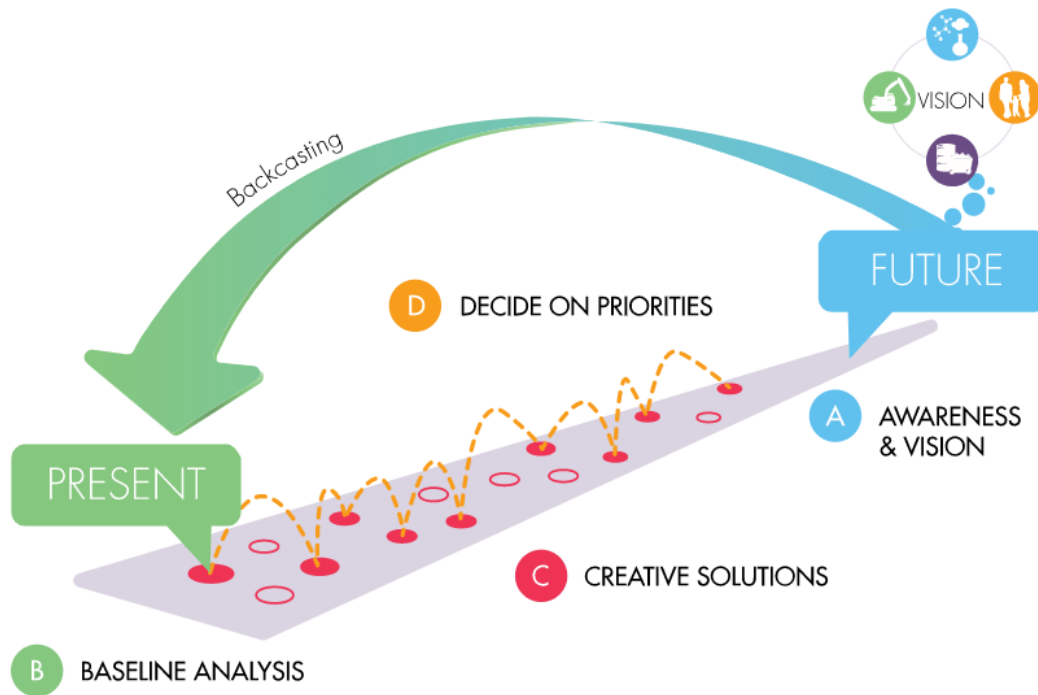 VISION
Backcasting
FUTURE
D DECIDE ON PRIORITIES
A AWARENESS
& VISION
PRESENT
C CREATIVE SOLUTIONS
B BASELINE ANALYSIS